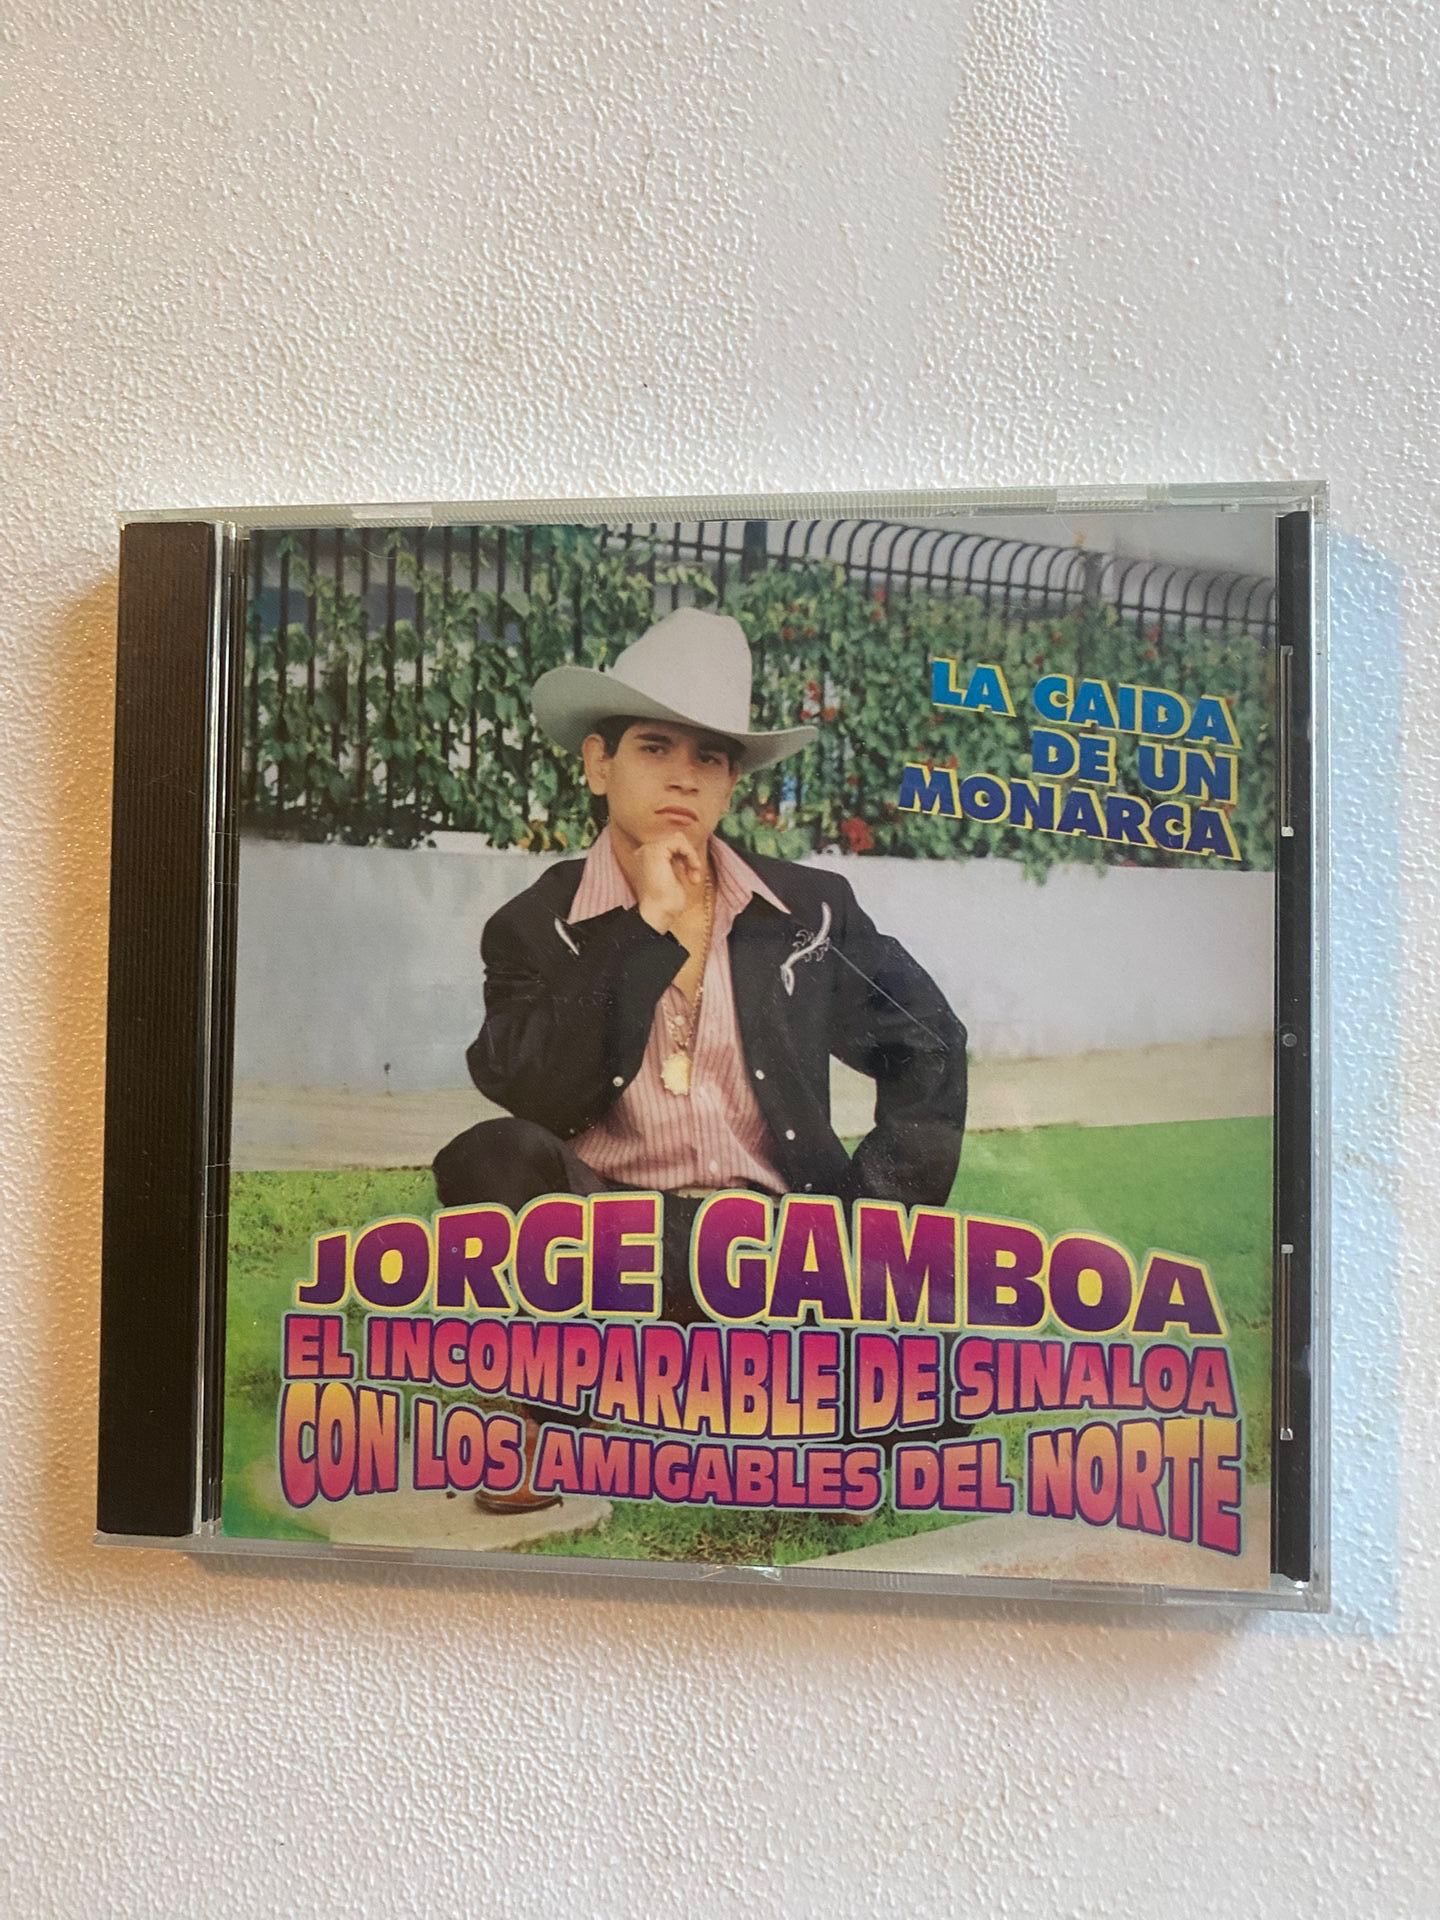 LA CAIDA
DE UN
MONARCA
JORGE GAMBOA
EL INCOMPARABLE DE SINALOA
CON LOS AMIGABLES DEL NORTE